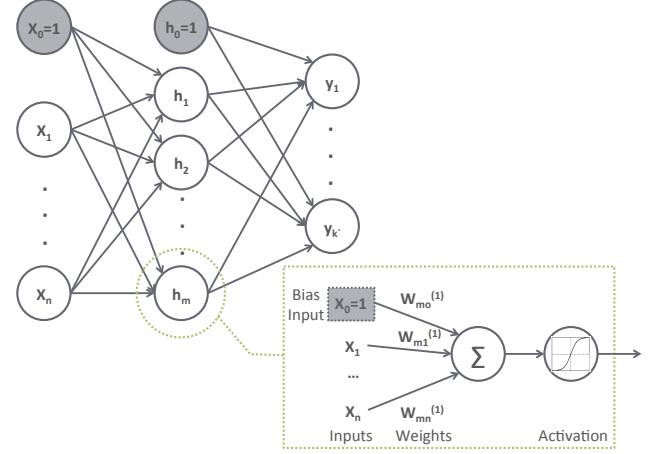 X₀=1
h₀=1
h₁
y₁
X₁
h₂
yₖ·
Xₙ
hₘ
Bias Input
X₀=1
Wₘₒ⁽¹⁾
X₁
Wₘ₁⁽¹⁾
Σ
...
Xₙ
Wₘₙ⁽¹⁾
Inputs Weights Activation